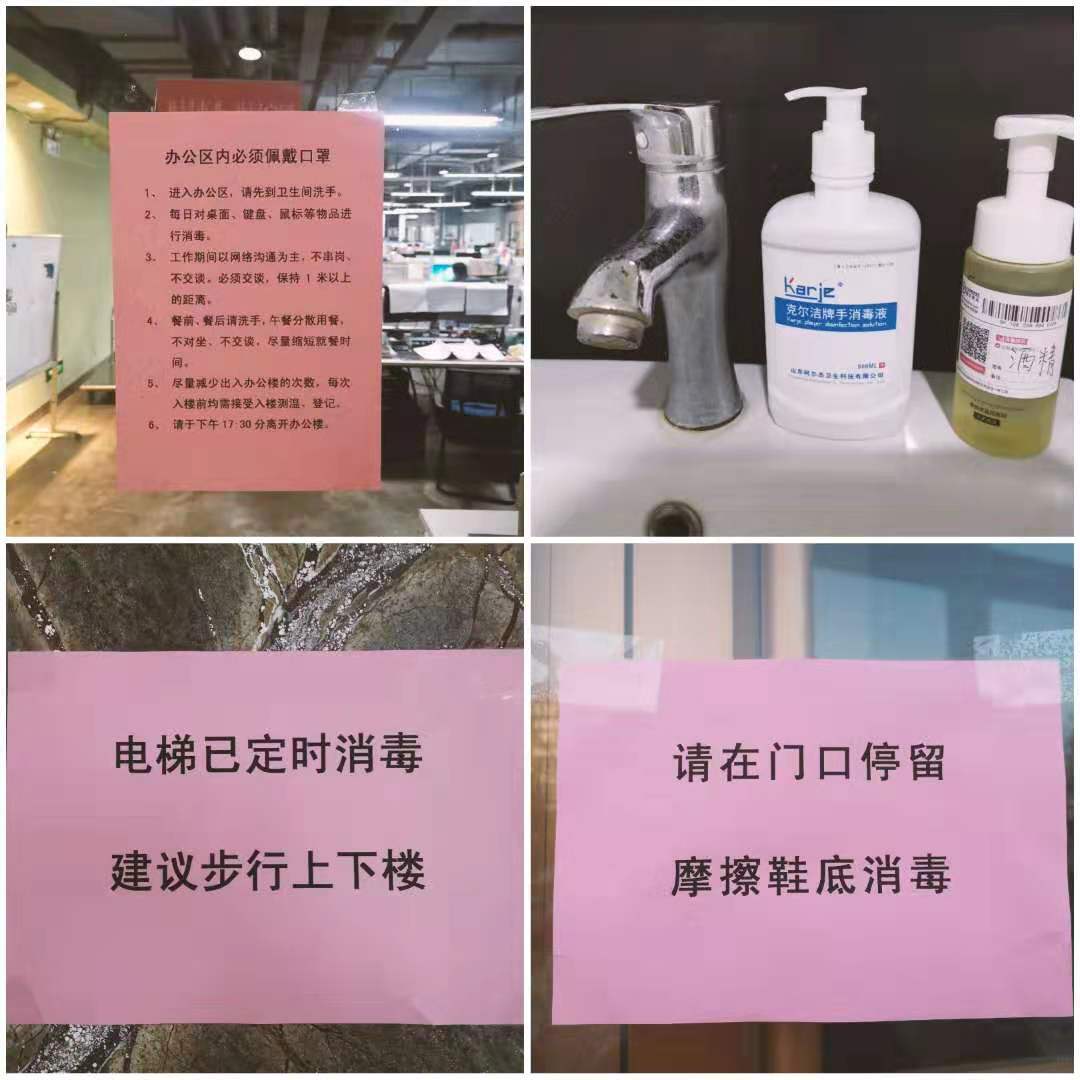 办公区内必须佩戴口罩
1、 进入办公区，请先到卫生间洗手。
2、 每日对桌面、键盘、鼠标等物品进
行消毒。
3、 工作期间以网络沟通为主，不串岗、
不交谈。必须交谈，保持1米以上
的距离。
4、 餐前、餐后请洗手，午餐分散用餐，
不对坐、不交谈，尽量缩短就餐时
间。
5、 尽量减少出入办公楼的次数，每次
入楼前均需接受入楼测温、登记。
6、 请于下午17:30分离开办公楼。
Karje
克尔洁牌手消毒液
500ML
酒精
电梯已定时消毒
建议步行上下楼
请在门口停留
摩擦鞋底消毒